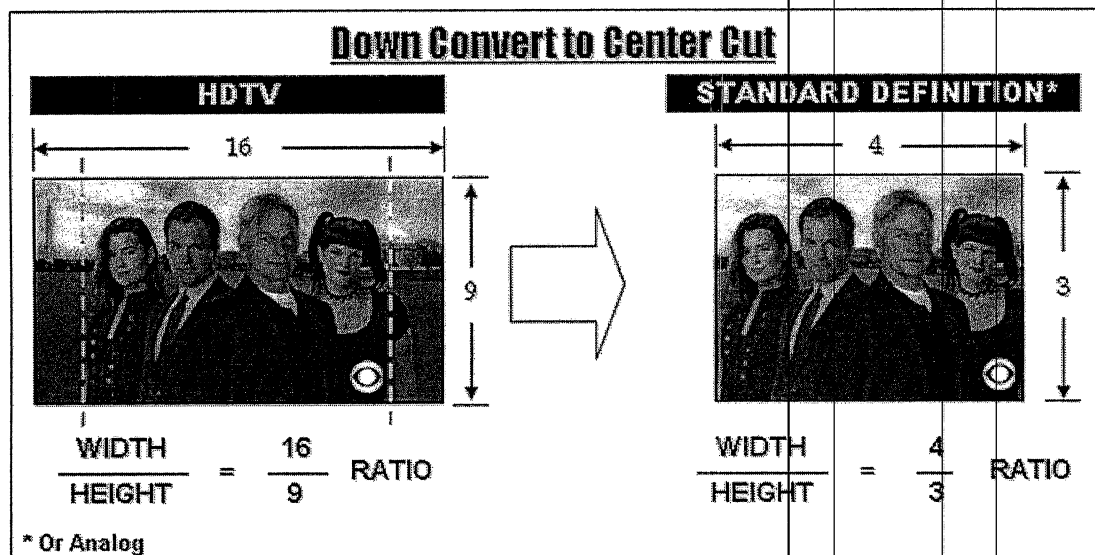 Down Convert to Center Cut
HDTV
STANDARD DEFINITION*
16
4
9
3
WIDTH
HEIGHT = 16
9 RATIO
WIDTH
HEIGHT = 4
3 RATIO
* Or Analog